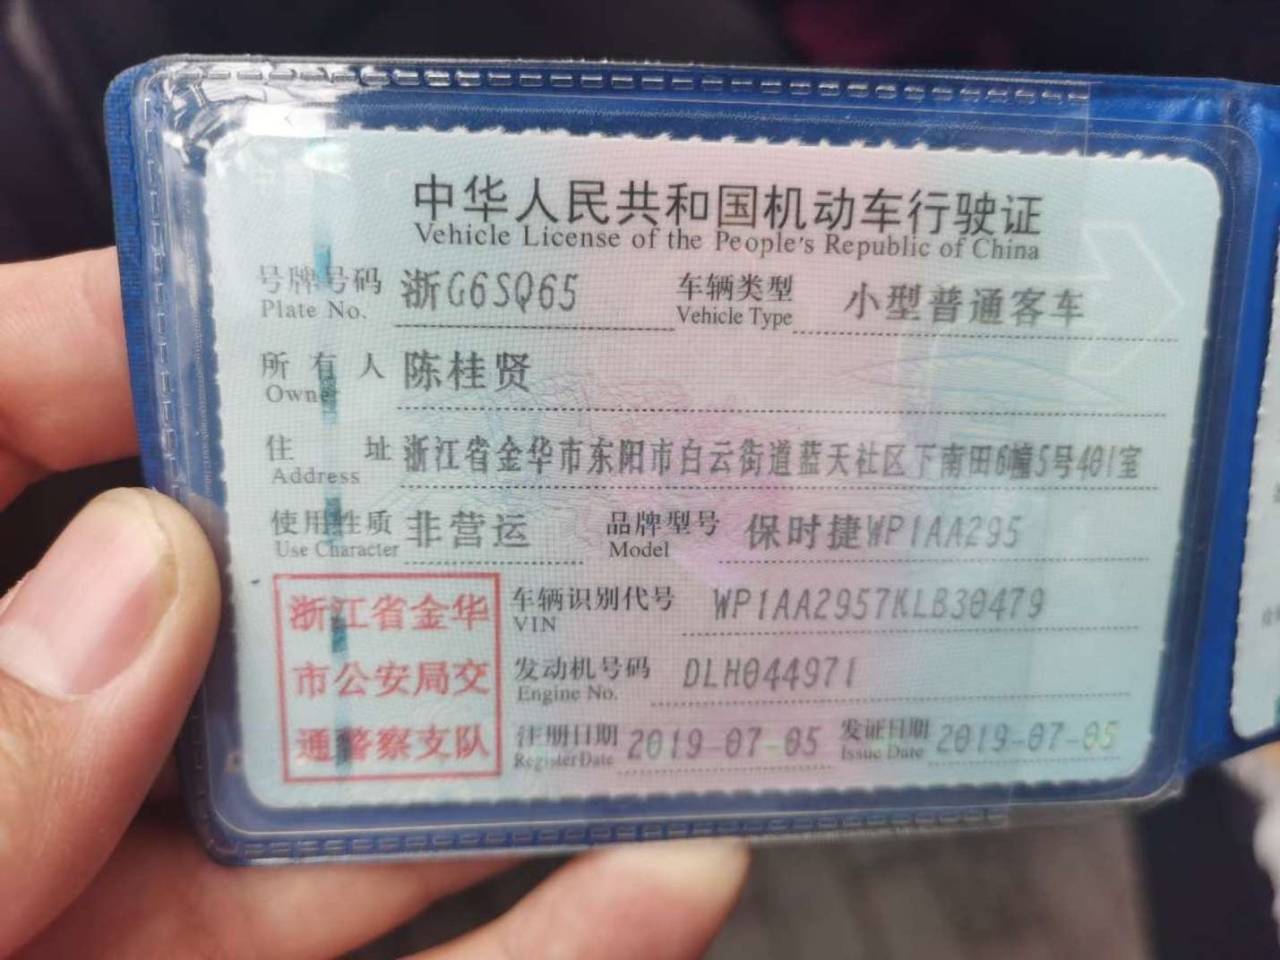 中华人民共和国机动车行驶证
Vehicle License of the People's Republic of China
号牌号码 浙G6SQ65 车辆类型 小型普通客车
Plate No. Vehicle Type
所有人 陈桂贤
Owner
住址 浙江省金华市东阳市白云街道蓝天社区下南田6幢5号401室
Address
使用性质 非营运 品牌型号 保时捷WP1AA295
Use Character Model
浙江省金华 车辆识别代号 WP1AA2957KLB30479
VIN
市公安局交 发动机号码 DLH044971
Engine No.
通警察支队 注册日期 2019-07-05 发证日期 2019-07-05
Register Date Issue Date